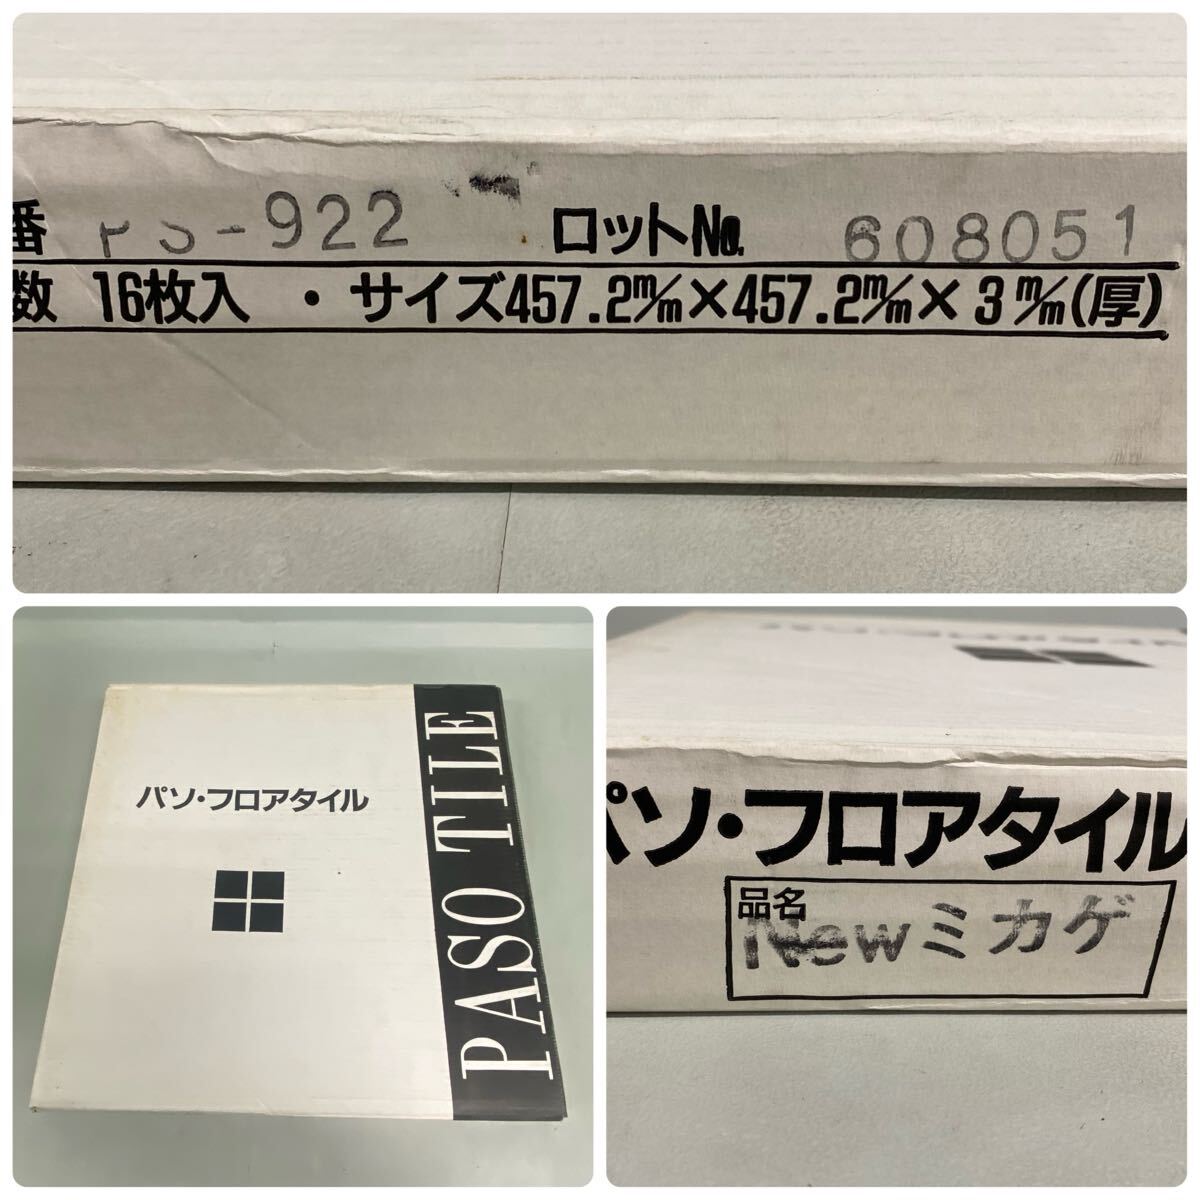 番 PS-922 ロットNo. 608051
数 16枚入 ・ サイズ457.2m/m×457.2m/m×3m/m(厚)
パソ・フロアタイル
PASO TILE
パソ・フロアタイル
品名
Newミカゲ